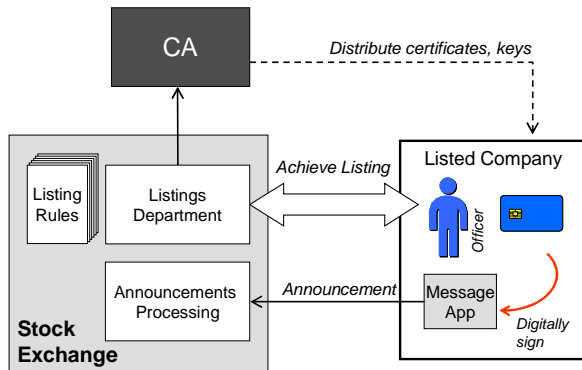 CA
Distribute certificates, keys
Listing
Rules
Listings
Department
Achieve Listing
Listed Company
Officer
Announcements
Processing
Announcement
Message
App
Digitally
sign
Stock
Exchange